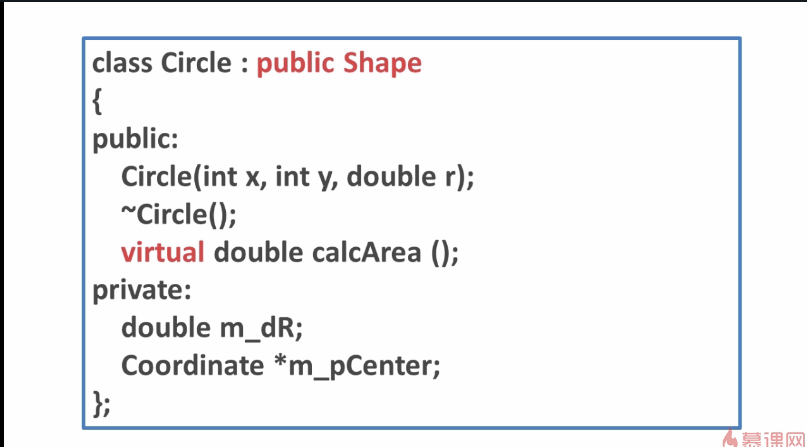 class Circle : public Shape
{
public:
Circle(int x, int y, double r);
~Circle();
virtual double calcArea ();
private:
double m_dR;
Coordinate *m_pCenter;
};
慕课网